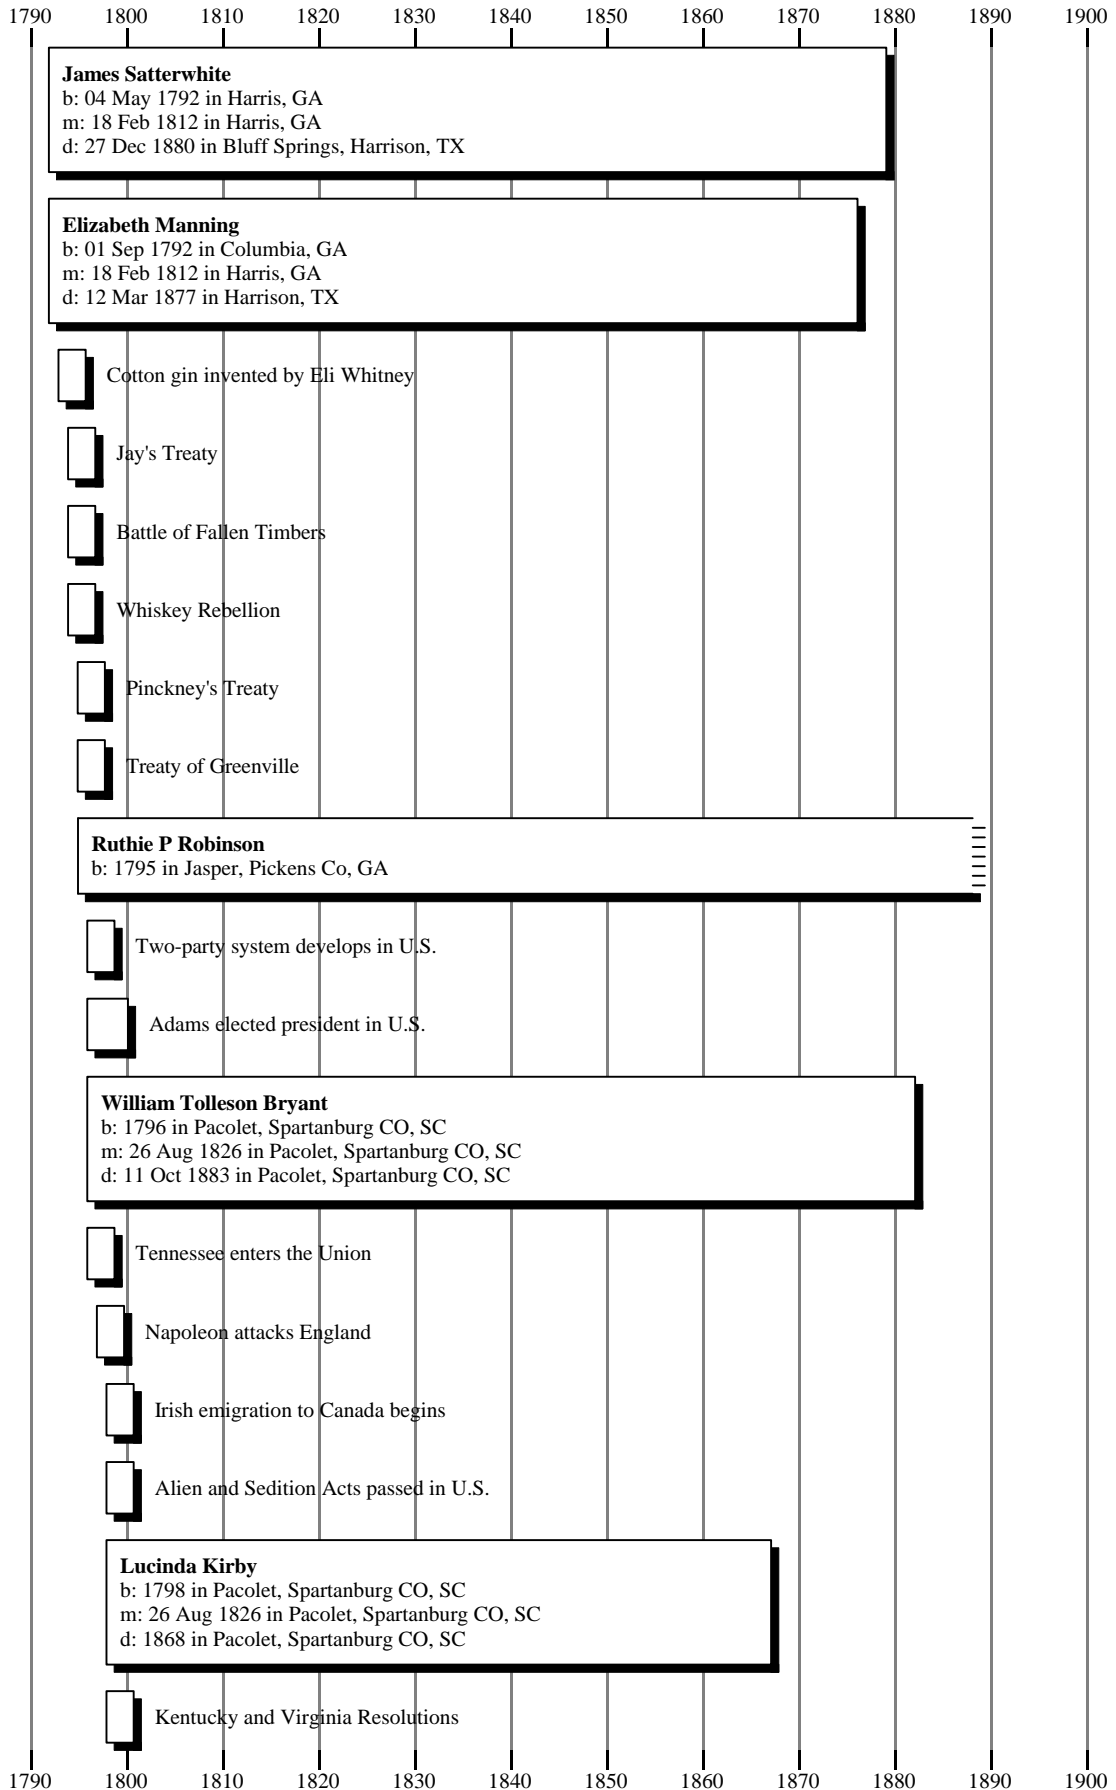 1790 1800 1810 1820 1830 1840 1850 1860 1870 1880 1890 1900
James Satterwhite
b: 04 May 1792 in Harris, GA
m: 18 Feb 1812 in Harris, GA
d: 27 Dec 1880 in Bluff Springs, Harrison, TX
Elizabeth Manning
b: 01 Sep 1792 in Columbia, GA
m: 18 Feb 1812 in Harris, GA
d: 12 Mar 1877 in Harrison, TX
Cotton gin invented by Eli Whitney
Jay's Treaty
Battle of Fallen Timbers
Whiskey Rebellion
Pinckney's Treaty
Treaty of Greenville
Ruthie P Robinson
b: 1795 in Jasper, Pickens Co, GA
Two-party system develops in U.S.
Adams elected president in U.S.
William Tolleson Bryant
b: 1796 in Pacolet, Spartanburg CO, SC
m: 26 Aug 1826 in Pacolet, Spartanburg CO, SC
d: 11 Oct 1883 in Pacolet, Spartanburg CO, SC
Tennessee enters the Union
Napoleon attacks England
Irish emigration to Canada begins
Alien and Sedition Acts passed in U.S.
Lucinda Kirby
b: 1798 in Pacolet, Spartanburg CO, SC
m: 26 Aug 1826 in Pacolet, Spartanburg CO, SC
d: 1868 in Pacolet, Spartanburg CO, SC
Kentucky and Virginia Resolutions
1790 1800 1810 1820 1830 1840 1850 1860 1870 1880 1890 1900